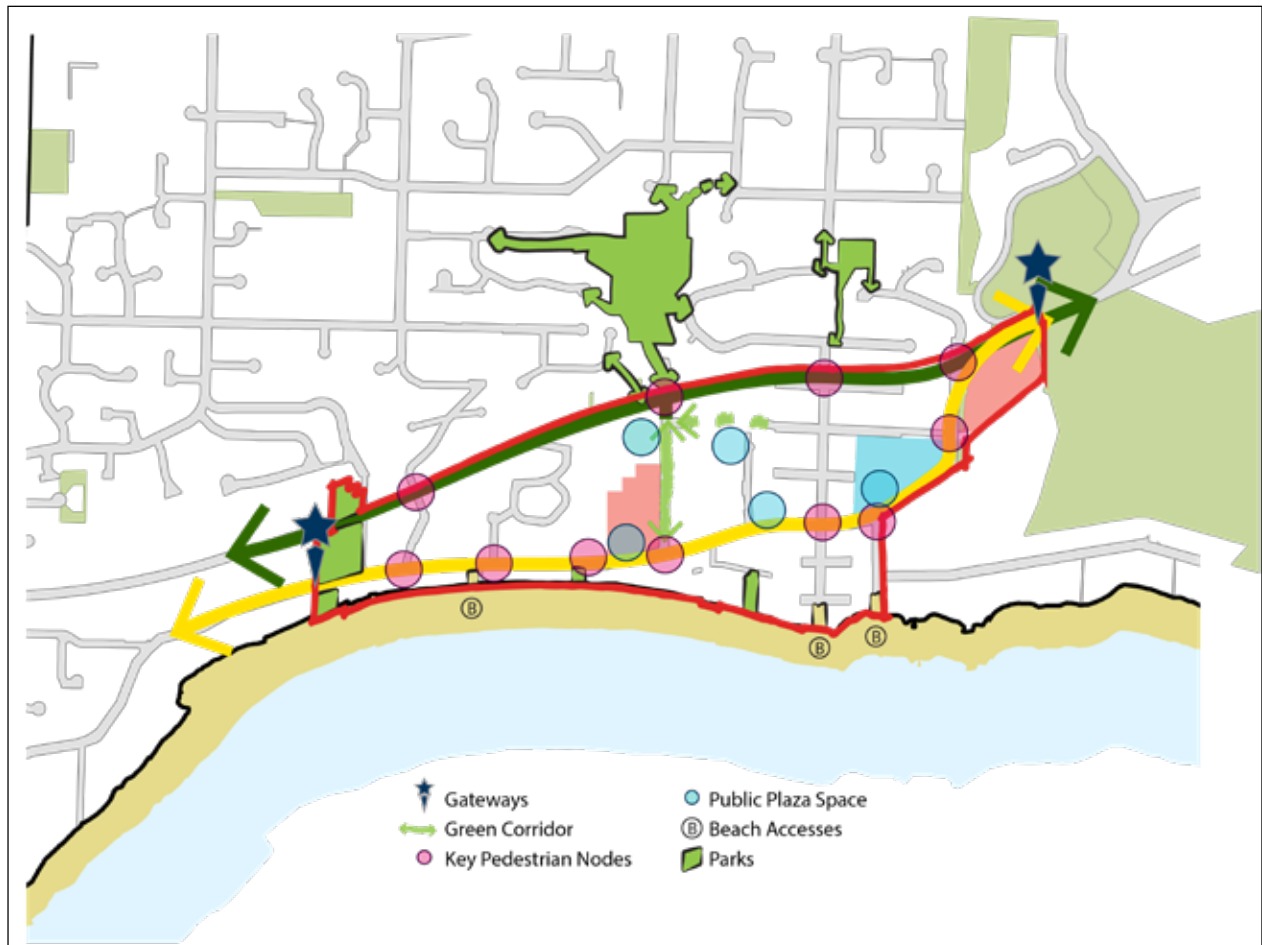 B
B
B
Gateways
Green Corridor
Key Pedestrian Nodes
Public Plaza Space
B Beach Accesses
Parks